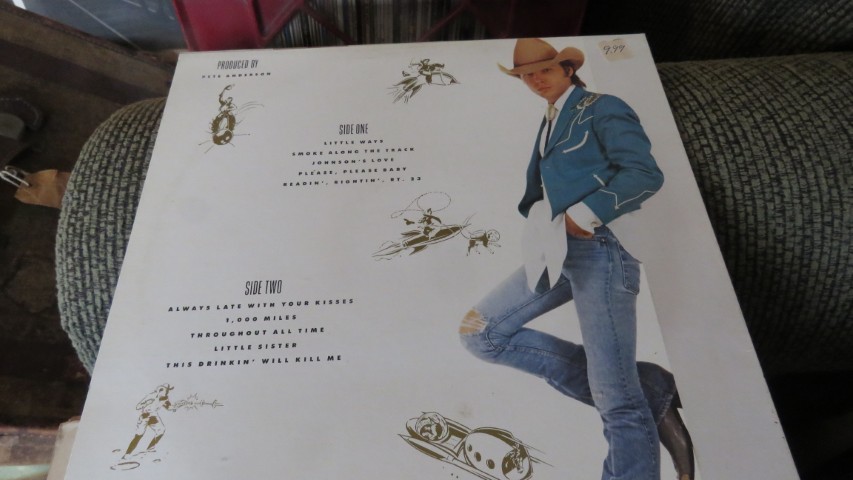 PRODUCED BY
PETE ANDERSON
9.99
SIDE ONE
LITTLE WAYS
SMOKE ALONG THE TRACK
JOHNSON'S LOVE
PLEASE, PLEASE BABY
READIN', RIGHTIN', RT. 23
SIDE TWO
ALWAYS LATE WITH YOUR KISSES
1,000 MILES
THROUGHOUT ALL TIME
LITTLE SISTER
THIS DRINKIN' WILL KILL ME